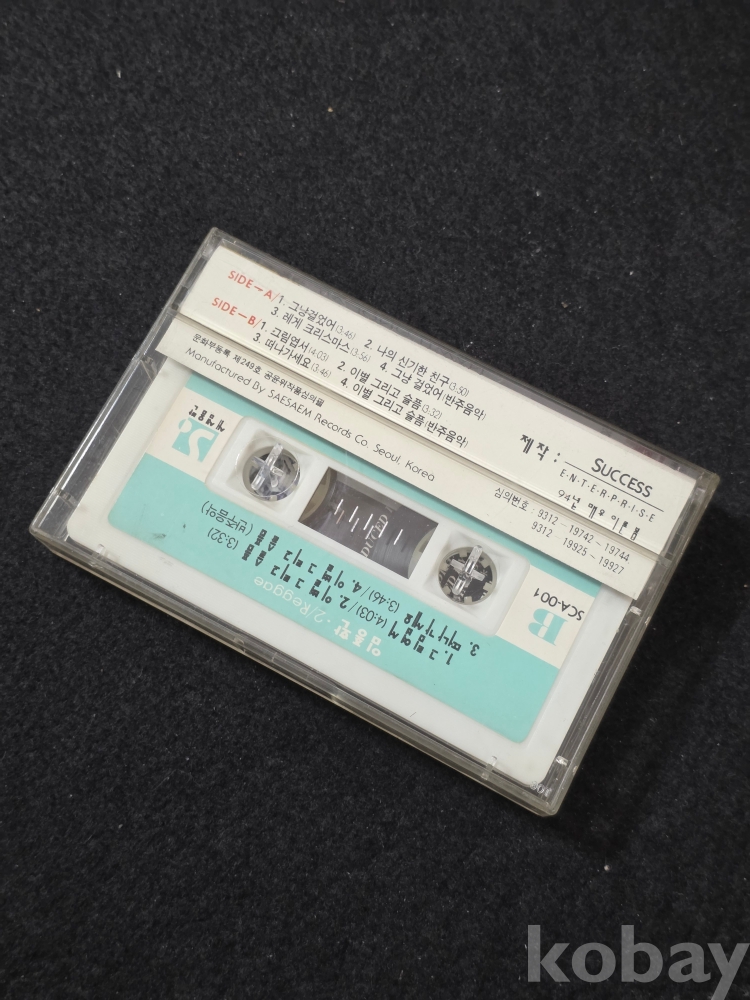 SIDE-A/1. 그냥걸었어(3:46) 2. 나의 신기한 친구(3:50)
3. 레게 크리스마스(3:56) 4. 그냥 걸었어(반주음악)
SIDE-B/1. 그림엽서(4:03) 2. 이별 그리고 슬픔(3:32)
3. 떠나가세요(3:46) 4. 이별 그리고 슬픔(반주음악)
문화부등록 제249호 공윤위작품심의필
Manufactured By SAESAEM Records Co. Seoul, Korea
제작: SUCCESS
E·N·T·E·R·P·R·I·S·E
심의번호: 9312-19742-19744
9312-19925-19927
B
SCA-001
임종환·2/Reggae
1. 그림엽서 (4:03)/2. 이별 그리고 슬픔 (3:32)
3. 떠나가세요 (3:46)/4. 이별 그리고 슬픔 (반주음악)
kobay